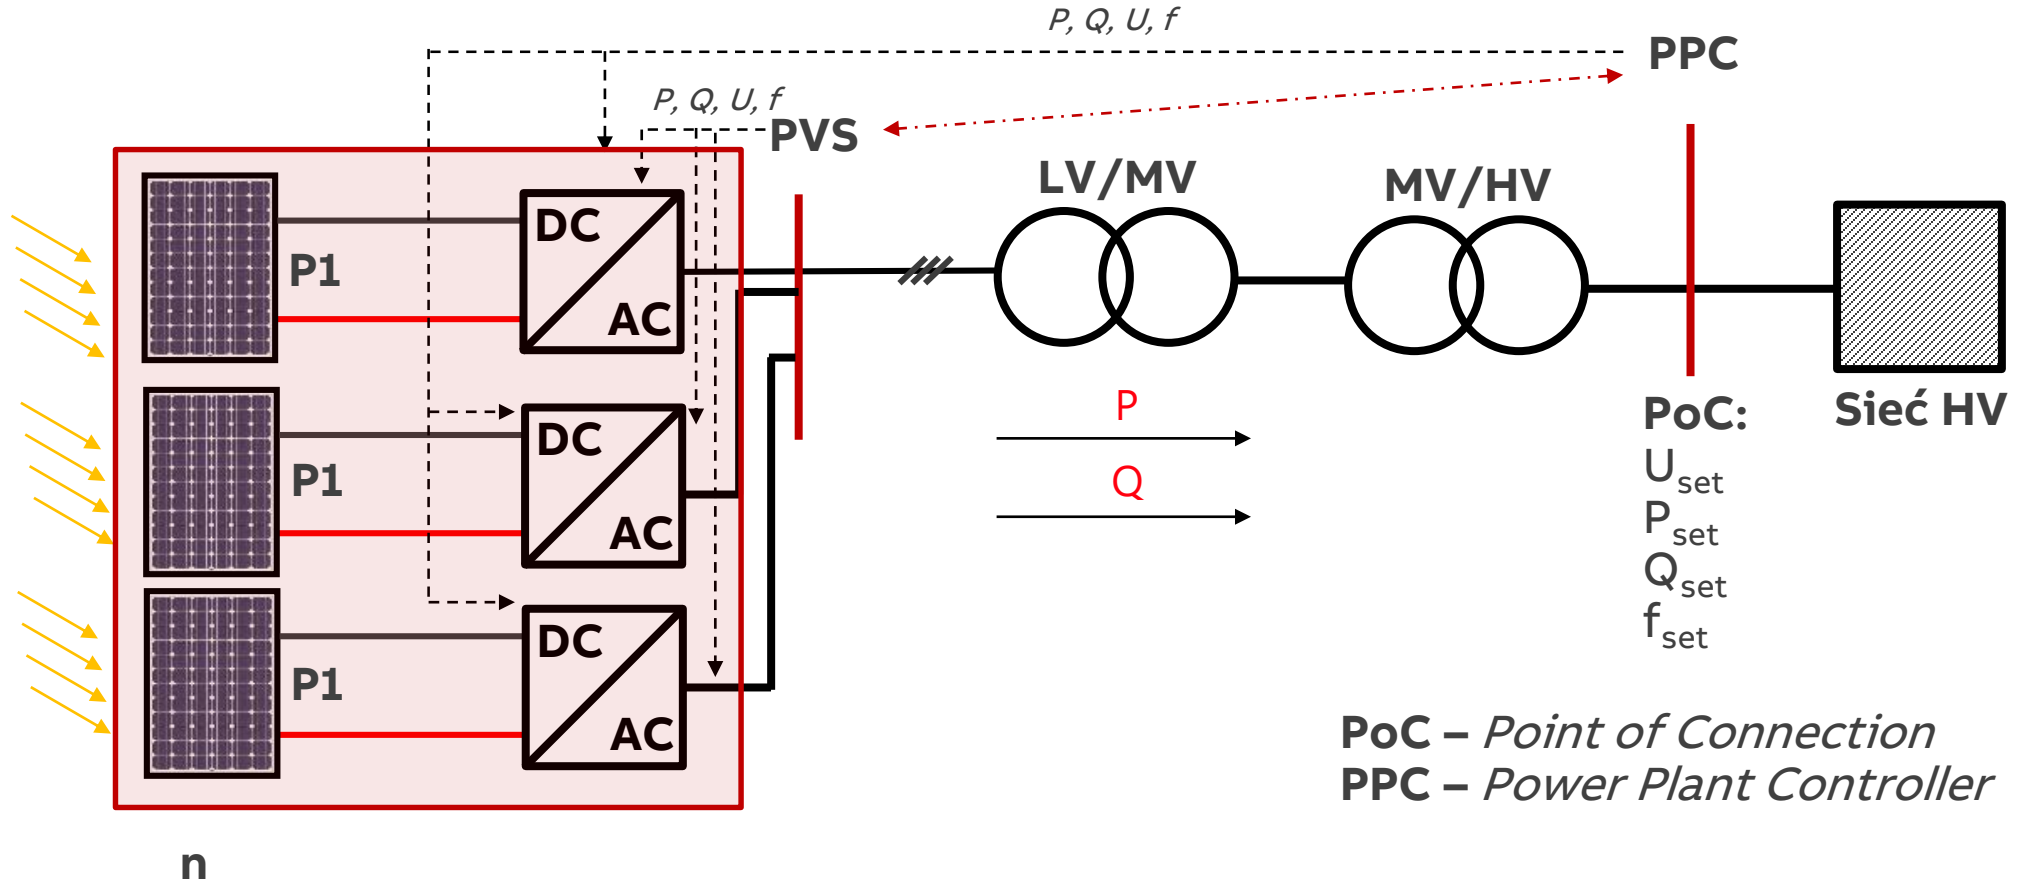 P, Q, U, f
PPC
P, Q, U, f
PVS
LV/MV
MV/HV
DC
P1
AC
DC
P1
AC
DC
P1
AC
P
Q
PoC:
Uset
Pset
Qset
fset
Sieć HV
PoC – Point of Connection
PPC – Power Plant Controller
n